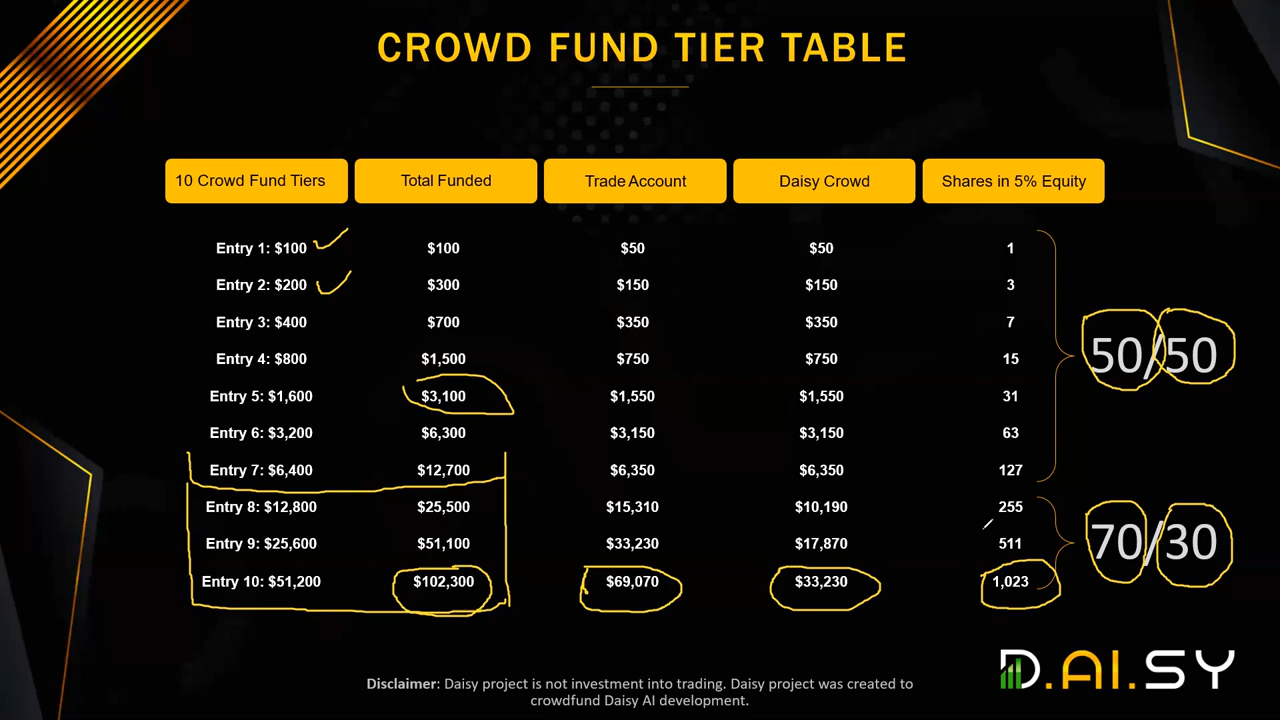 CROWD FUND TIER TABLE
10 Crowd Fund Tiers Total Funded Trade Account Daisy Crowd Shares in 5% Equity
Entry 1: $100 $100 $50 $50 1
Entry 2: $200 $300 $150 $150 3
Entry 3: $400 $700 $350 $350 7
50/50
Entry 4: $800 $1,500 $750 $750 15
Entry 5: $1,600 $3,100 $1,550 $1,550 31
Entry 6: $3,200 $6,300 $3,150 $3,150 63
Entry 7: $6,400 $12,700 $6,350 $6,350 127
Entry 8: $12,800 $25,500 $15,310 $10,190 255
Entry 9: $25,600 $51,100 $33,230 $17,870 511
70/30
Entry 10: $51,200 $102,300 $69,070 $33,230 1,023
Disclaimer: Daisy project is not investment into trading. Daisy project was created to
crowdfund Daisy AI development.
D.AI.SY